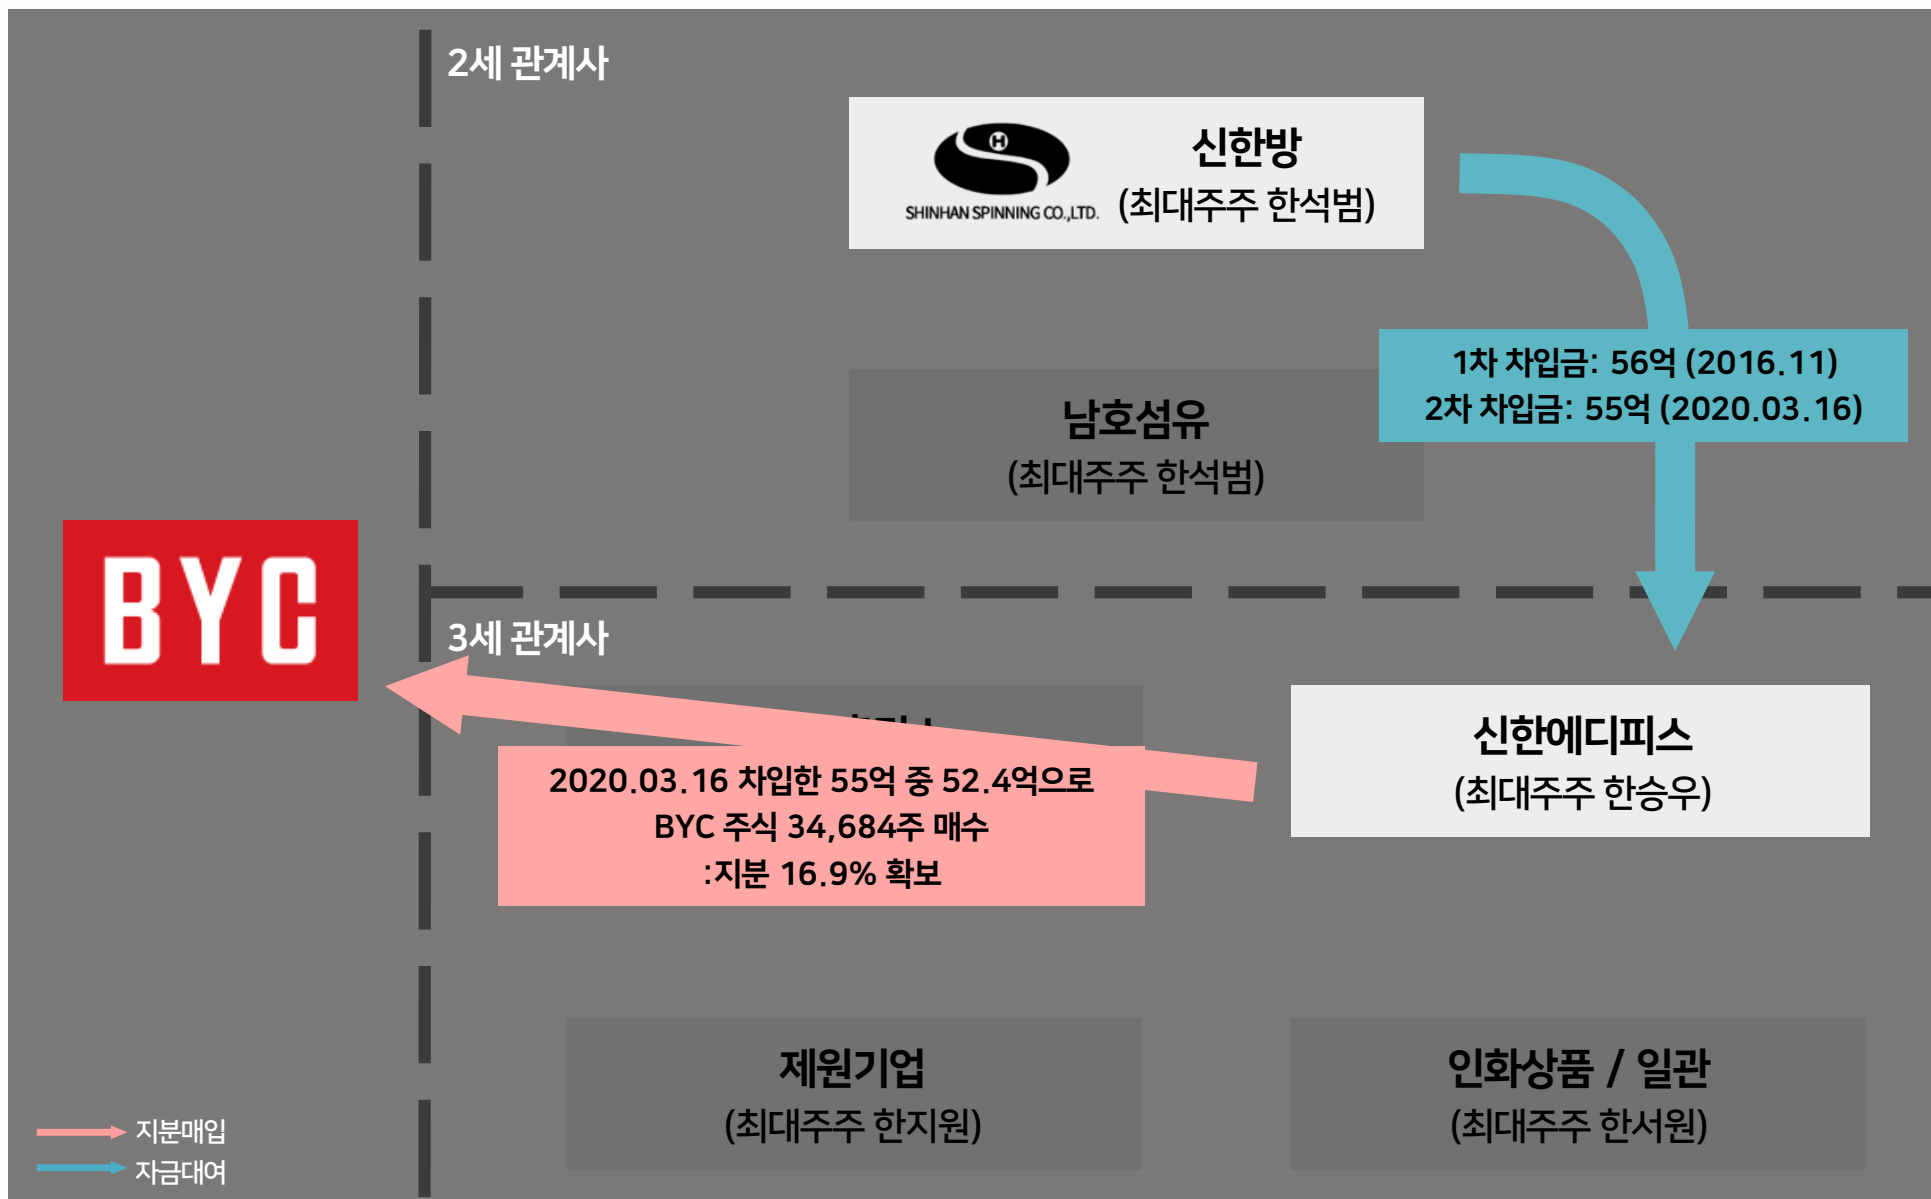 2세 관계사
H
SHINHAN SPINNING CO.,LTD.
신한방
(최대주주 한석범)
1차 차입금: 56억 (2016.11)
2차 차입금: 55억 (2020.03.16)
남호섬유
(최대주주 한석범)
BYC
3세 관계사
2020.03.16 차입한 55억 중 52.4억으로
BYC 주식 34,684주 매수
:지분 16.9% 확보
신한에디피스
(최대주주 한승우)
제원기업
(최대주주 한지원)
인화상품 / 일관
(최대주주 한서원)
지분매입
자금대여